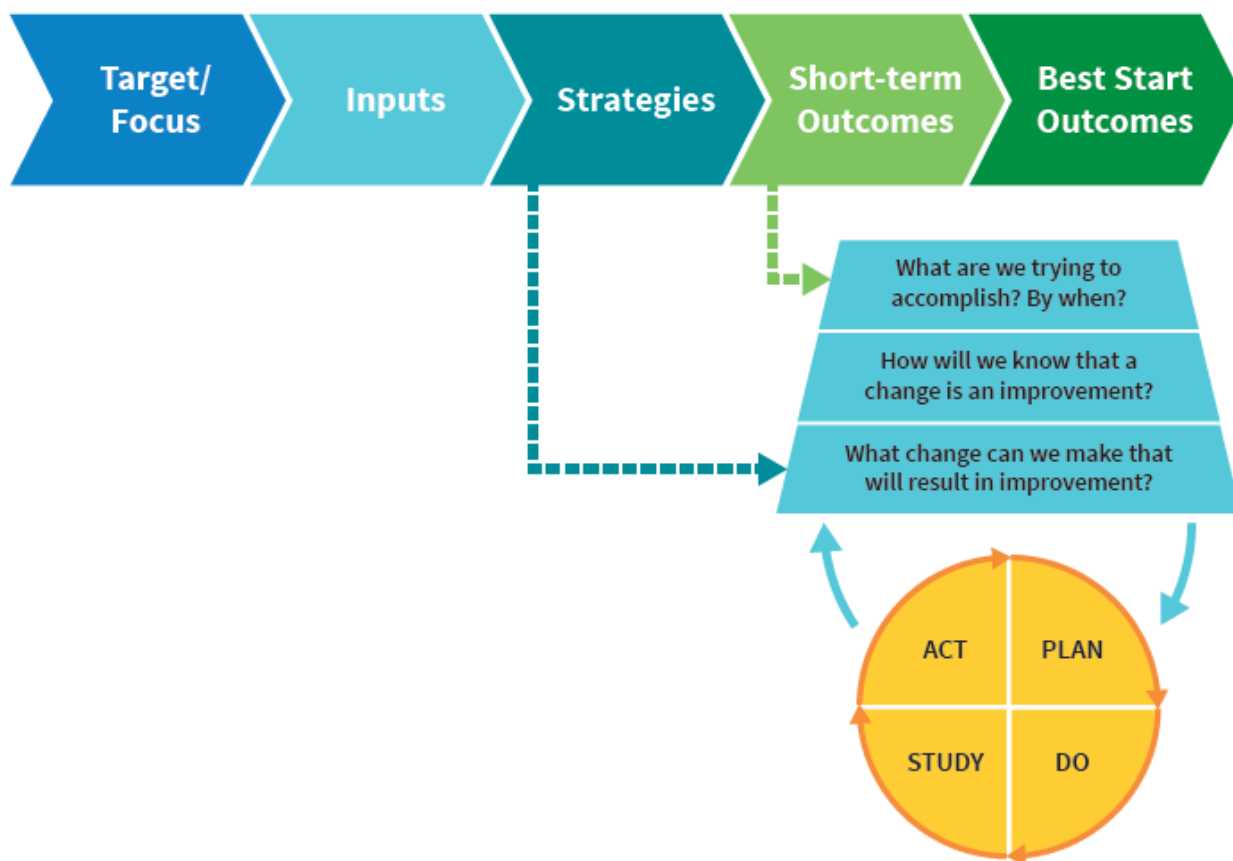 Target/
Focus
Inputs
Strategies
Short-term
Outcomes
Best Start
Outcomes
What are we trying to
accomplish? By when?
How will we know that a
change is an improvement?
What change can we make that
will result in improvement?
ACT
PLAN
STUDY
DO